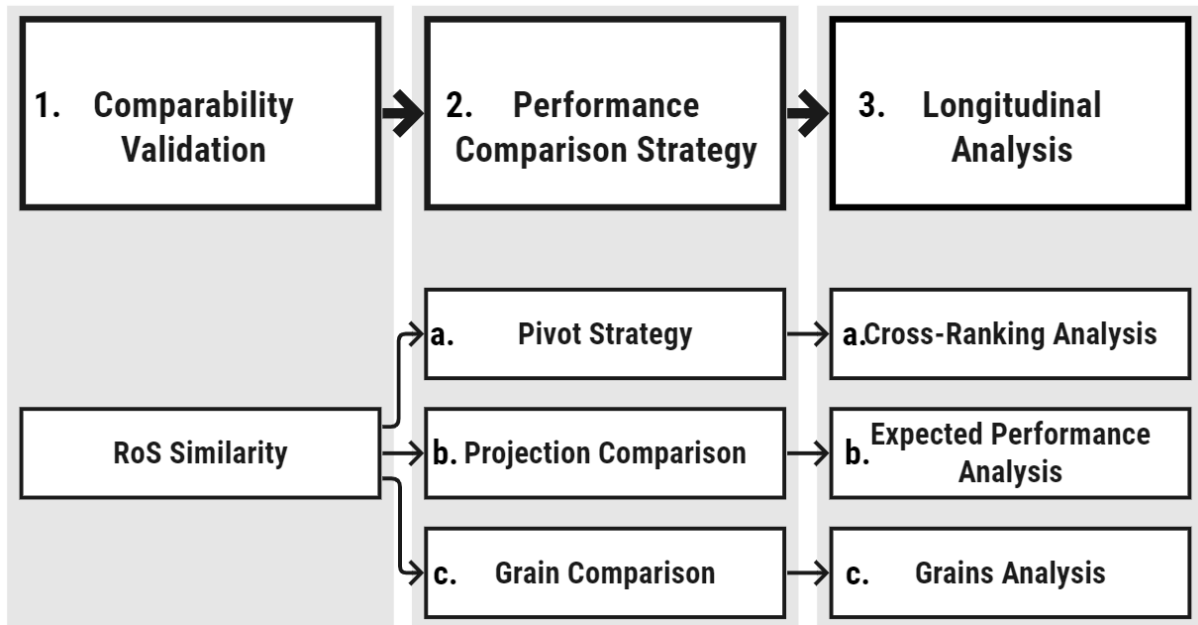 1. Comparability
Validation
2. Performance
Comparison Strategy
3. Longitudinal
Analysis
RoS Similarity
a. Pivot Strategy
b. Projection Comparison
c. Grain Comparison
a. Cross-Ranking Analysis
b. Expected Performance
Analysis
c. Grains Analysis